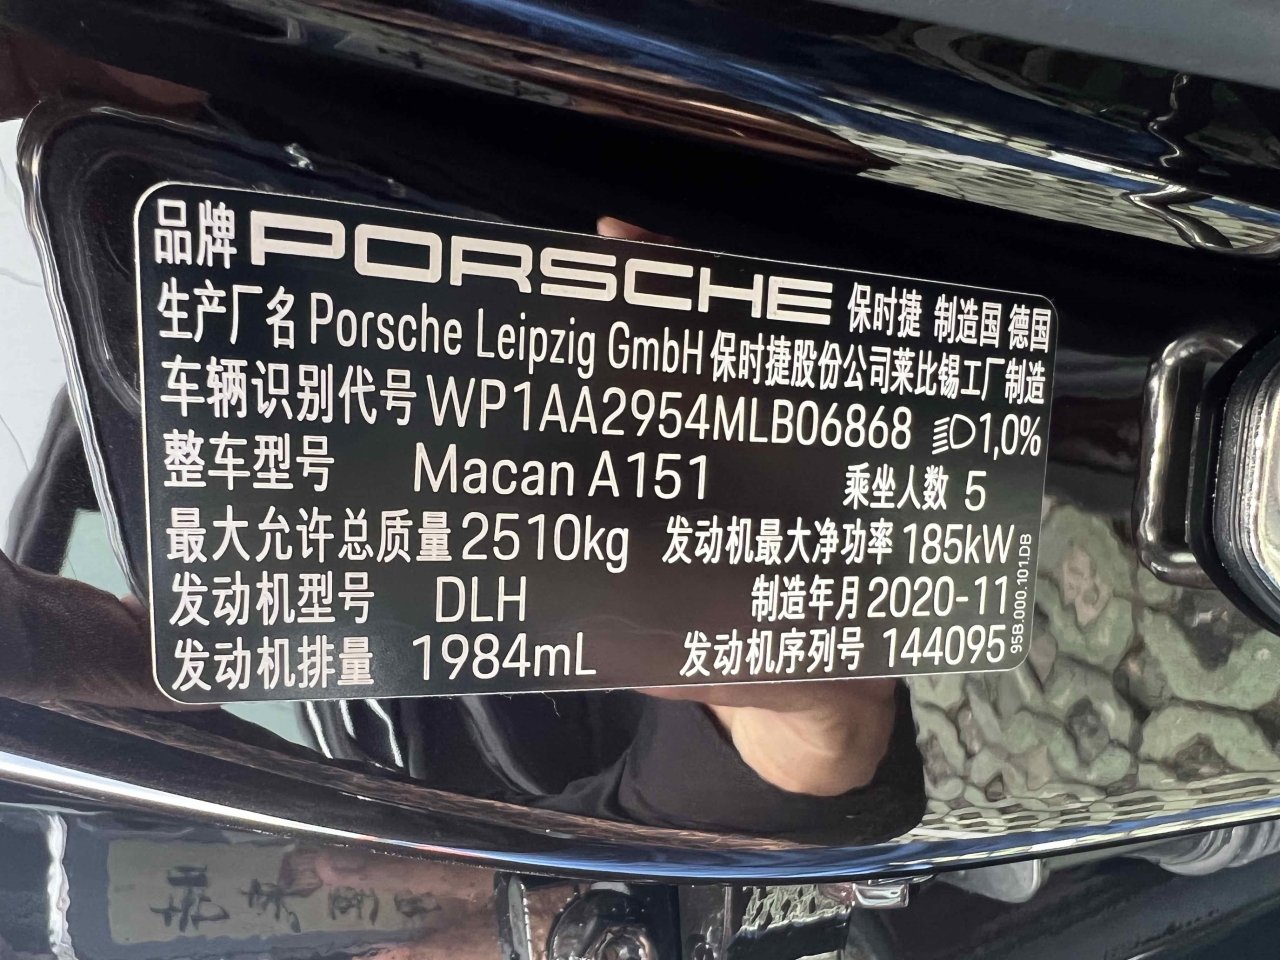 品牌 PORSCHE 保时捷 制造国 德国
生产厂名 Porsche Leipzig GmbH 保时捷股份公司莱比锡工厂制造
车辆识别代号 WP1AA2954MLB06868 1,0%
整车型号 Macan A151 乘坐人数 5
最大允许总质量 2510kg 发动机最大净功率 185kW
发动机型号 DLH 制造年月 2020-11
发动机排量 1984mL 发动机序列号 144095
95B.000.101.DB